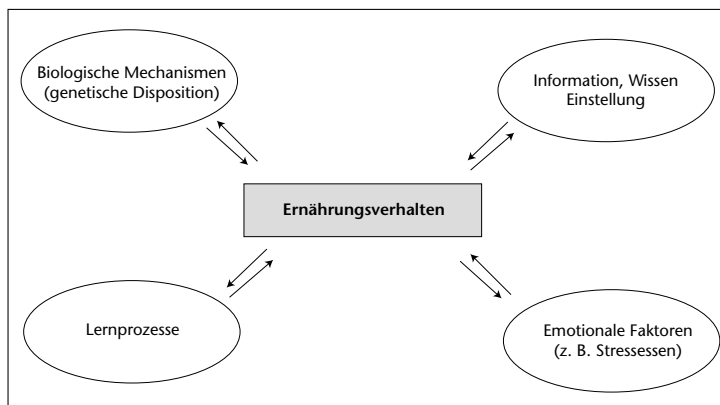 Biologische Mechanismen
(genetische Disposition)
Information, Wissen
Einstellung
Ernährungsverhalten
Lernprozesse
Emotionale Faktoren
(z. B. Stressessen)